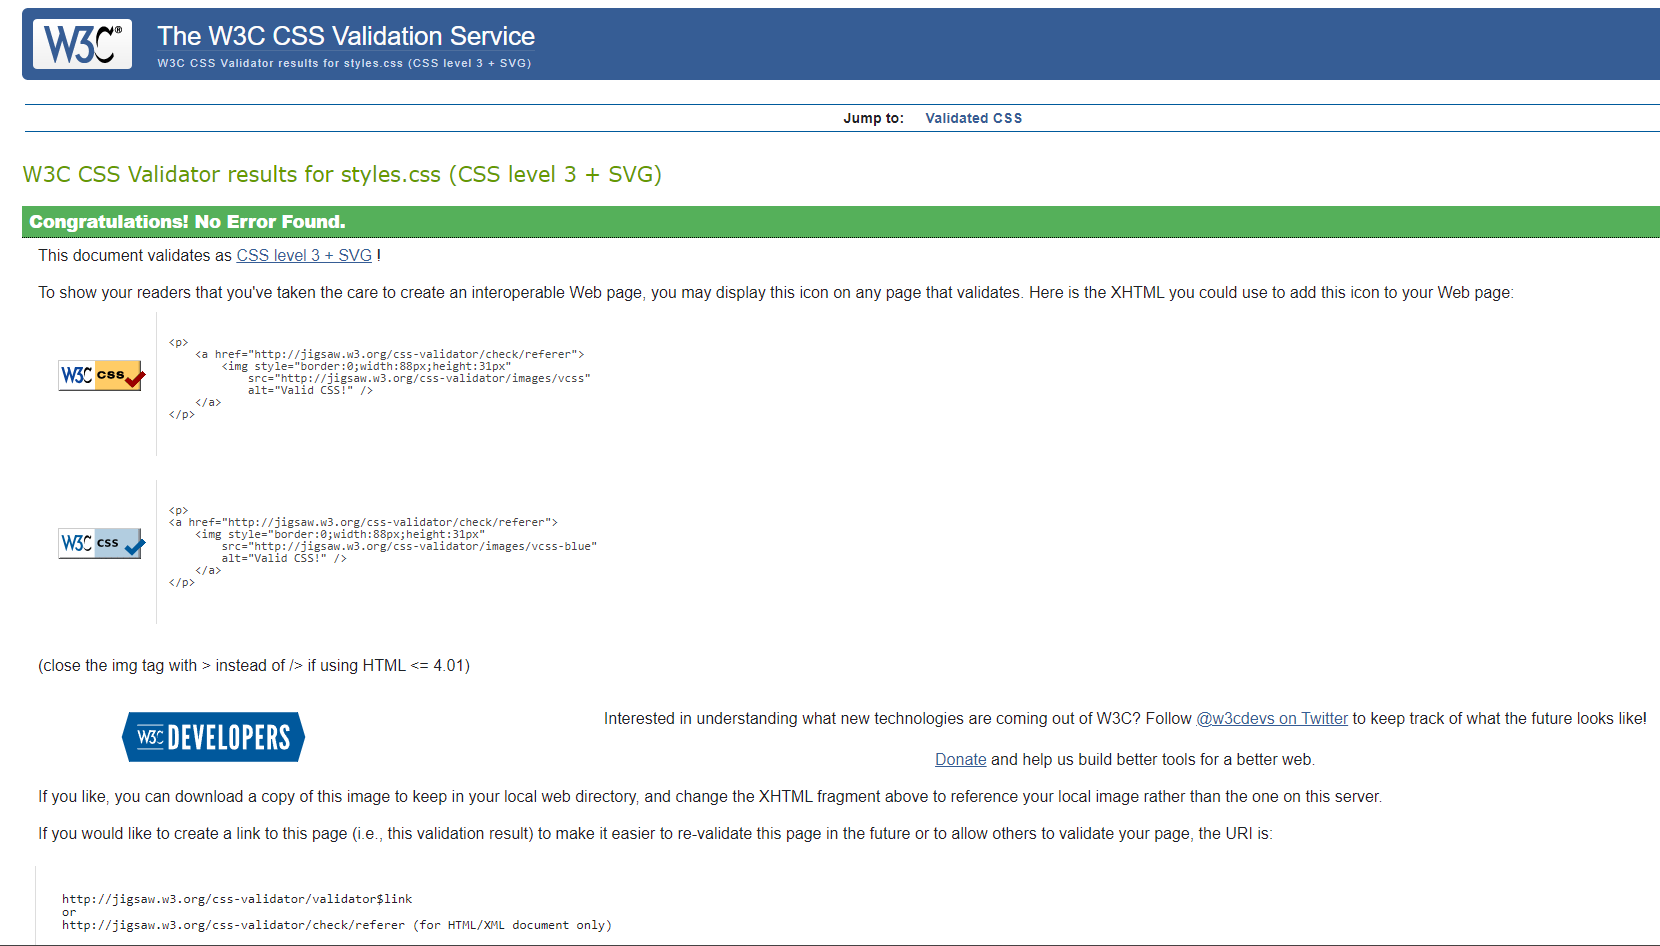 W3C®
The W3C CSS Validation Service
W3C CSS Validator results for styles.css (CSS level 3 + SVG)
Jump to: Validated CSS
W3C CSS Validator results for styles.css (CSS level 3 + SVG)
Congratulations! No Error Found.
This document validates as CSS level 3 + SVG !
To show your readers that you've taken the care to create an interoperable Web page, you may display this icon on any page that validates. Here is the XHTML you could use to add this icon to your Web page:
W3C css
<p>
    <a href="http://jigsaw.w3.org/css-validator/check/referer">
        <img style="border:0;width:88px;height:31px"
            src="http://jigsaw.w3.org/css-validator/images/vcss"
            alt="Valid CSS!" />
    </a>
</p>
W3C css
<p>
<a href="http://jigsaw.w3.org/css-validator/check/referer">
    <img style="border:0;width:88px;height:31px"
        src="http://jigsaw.w3.org/css-validator/images/vcss-blue"
        alt="Valid CSS!" />
    </a>
</p>
(close the img tag with > instead of /> if using HTML <= 4.01)
W3C DEVELOPERS
Interested in understanding what new technologies are coming out of W3C? Follow @w3cdevs on Twitter to keep track of what the future looks like!
Donate and help us build better tools for a better web.
If you like, you can download a copy of this image to keep in your local web directory, and change the XHTML fragment above to reference your local image rather than the one on this server.
If you would like to create a link to this page (i.e., this validation result) to make it easier to re-validate this page in the future or to allow others to validate your page, the URI is:
http://jigsaw.w3.org/css-validator/validator$link
or
http://jigsaw.w3.org/css-validator/check/referer (for HTML/XML document only)